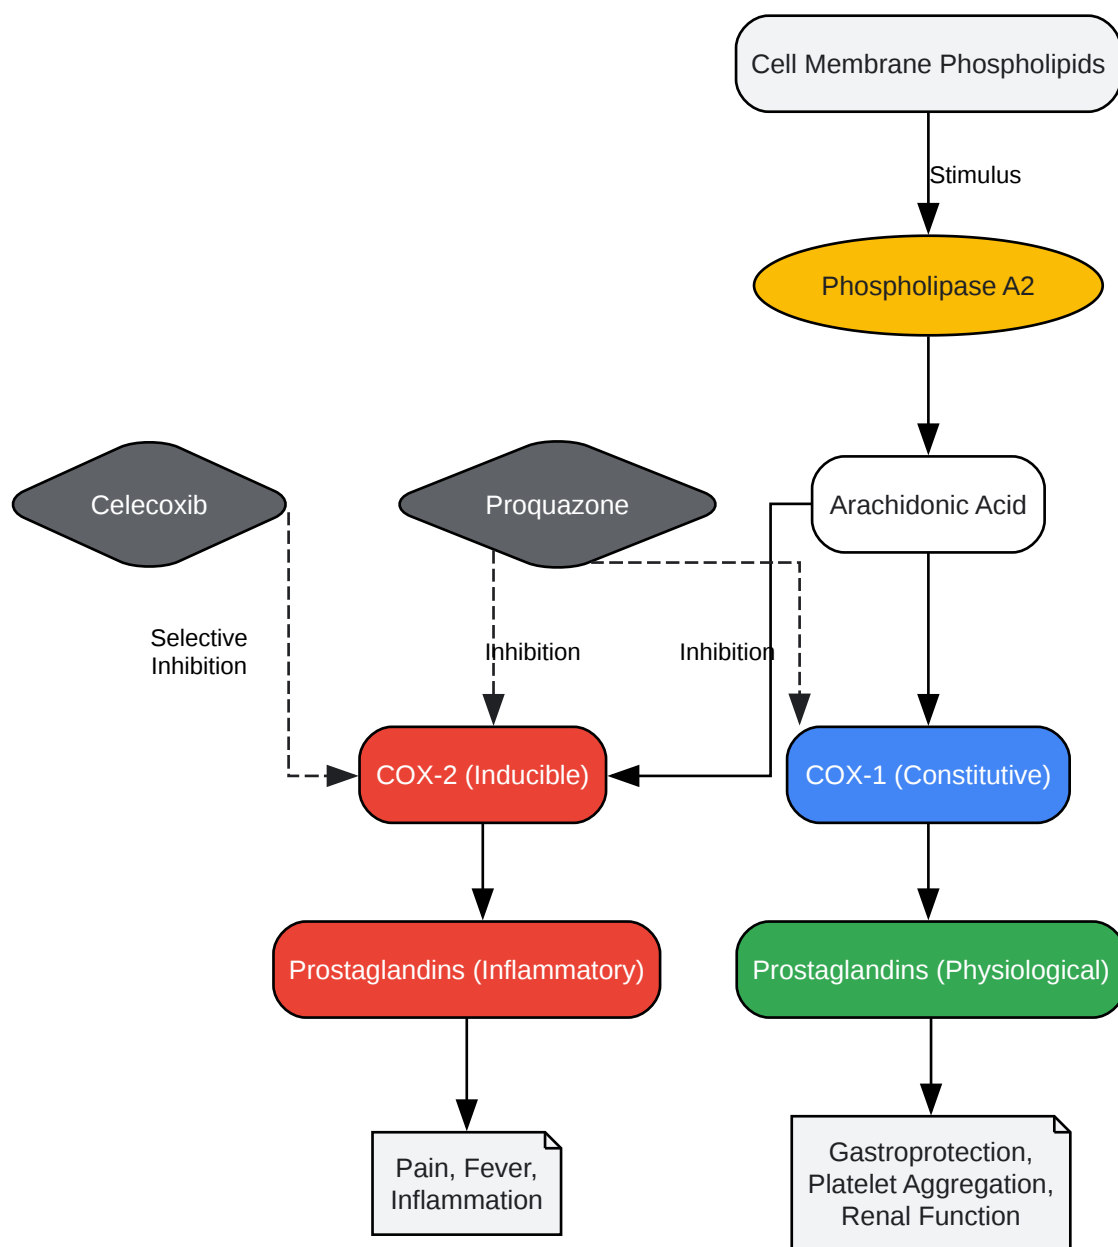 Cell Membrane Phospholipids
Stimulus
Phospholipase A2
Celecoxib
Proquazone
Arachidonic Acid
Selective
Inhibition
Inhibition
Inhibition
COX-2 (Inducible)
COX-1 (Constitutive)
Prostaglandins (Inflammatory)
Prostaglandins (Physiological)
Pain, Fever,
Inflammation
Gastroprotection,
Platelet Aggregation,
Renal Function